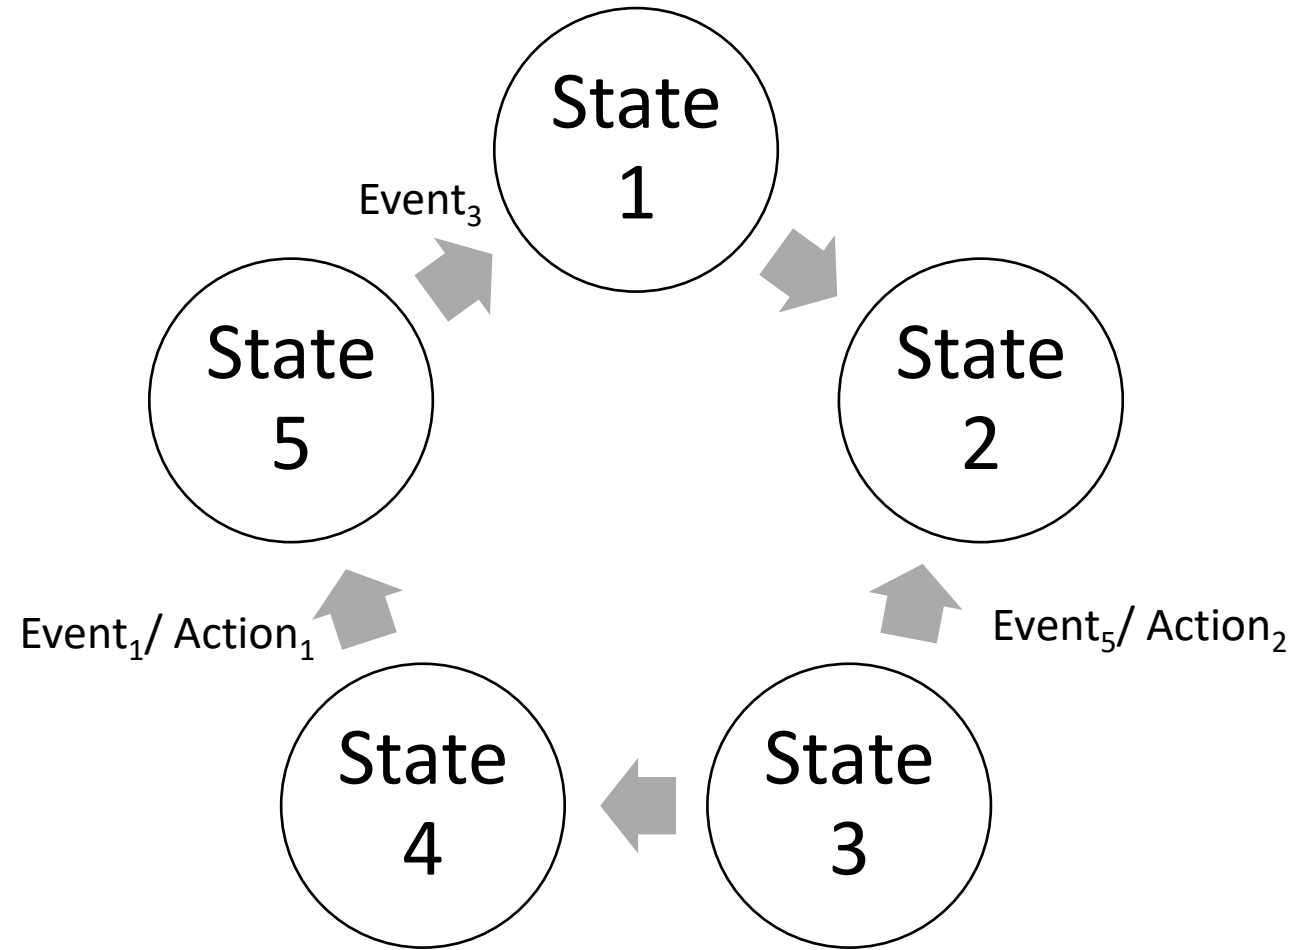 State
1
Event₃
State
5
State
2
Event₁/ Action₁
Event₅/ Action₂
State
4
State
3